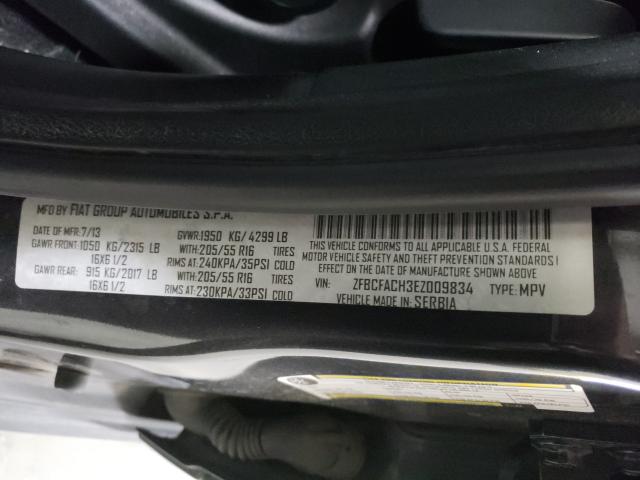 MFD BY FIAT GROUP AUTOMOBILES S.P.A.
DATE OF MFR: 7/13 GVWR: 1950 KG/ 4299 LB
GAWR FRONT: 1050 KG/2315 LB WITH: 205/55 R16 TIRES
16X6 1/2 RIMS AT: 240KPA/35PSI COLD
GAWR REAR: 915 KG/2017 LB WITH: 205/55 R16 TIRES
16X6 1/2 RIMS AT: 230KPA/33PSI COLD
THIS VEHICLE CONFORMS TO ALL APPLICABLE U.S.A. FEDERAL
MOTOR VEHICLE SAFETY, BUMPER AND THEFT PREVENTION STANDARDS I
EFFECT ON THE DATE OF MANUFACTURE SHOWN ABOVE.
VIN: ZFBCFACH3EZ009834 TYPE: MPV
VEHICLE MADE IN: SERBIA